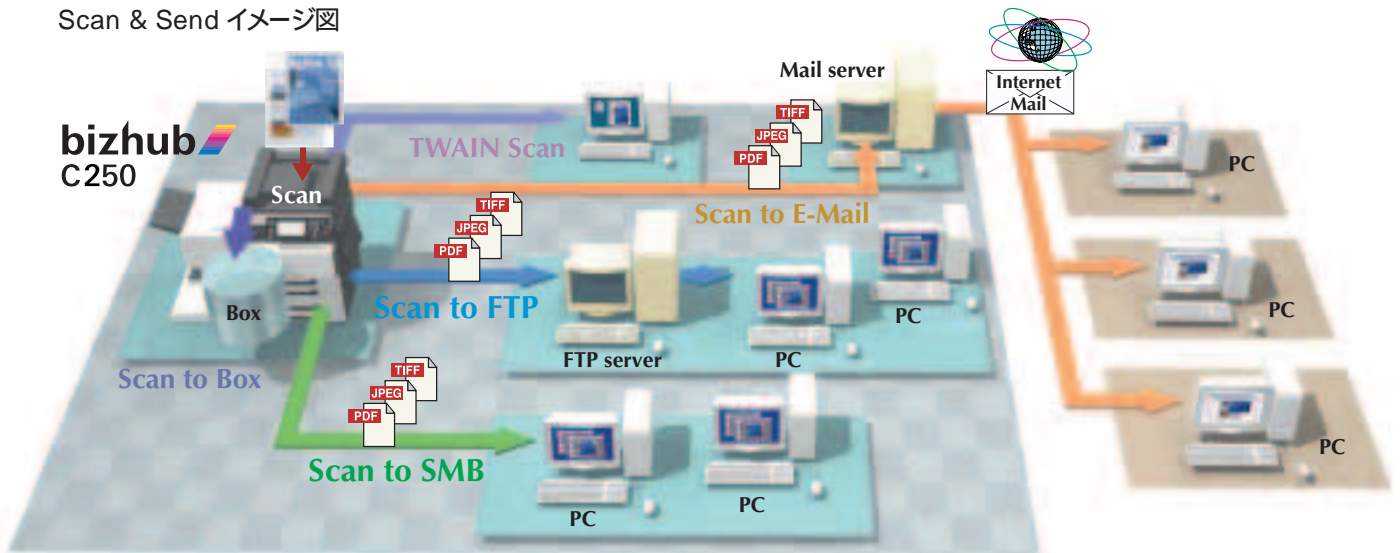 Scan & Send イメージ図
bizhub
C250
Scan
TWAIN Scan
Mail server
Internet
Mail
TIFF
JPEG
PDF
Scan to E-Mail
PC
PC
PC
TIFF
JPEG
PDF
Scan to FTP
FTP server
PC
PC
Box
Scan to Box
TIFF
JPEG
PDF
Scan to SMB
PC
PC